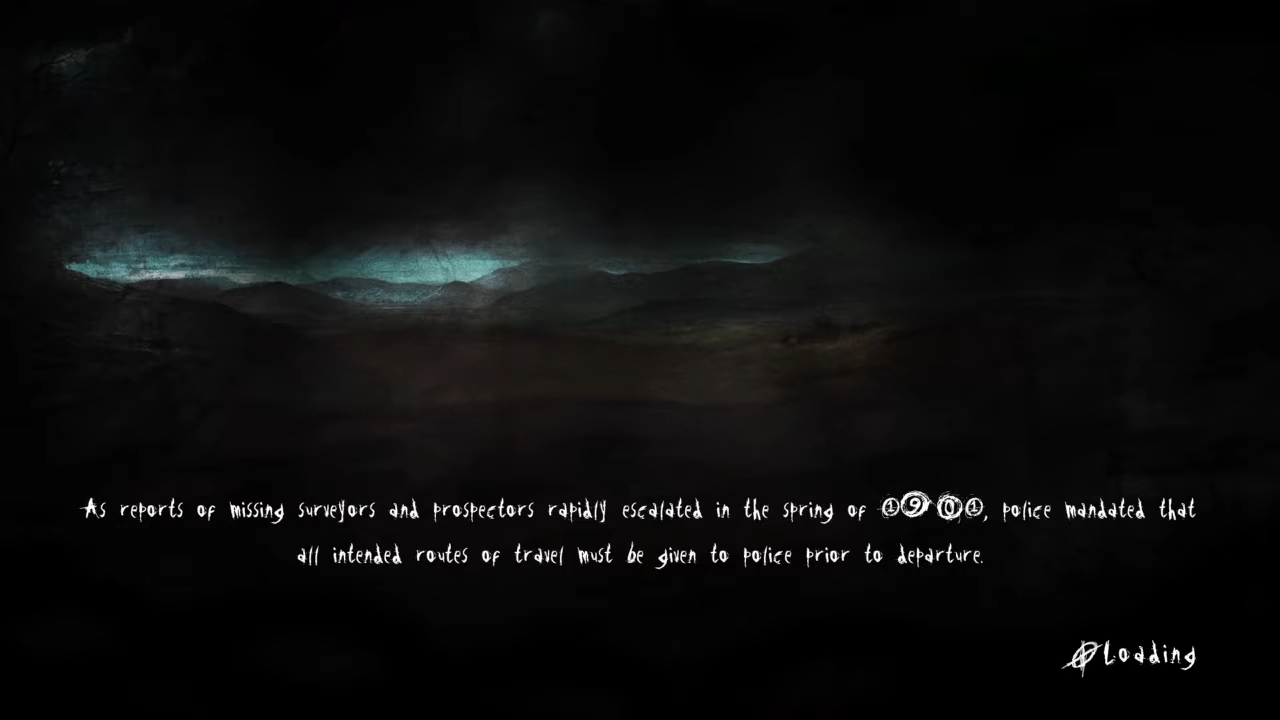 As reports of missing surveyors and prospectors rapidly escalated in the spring of 1901, police mandated that
all intended routes of travel must be given to police prior to departure.
Loading